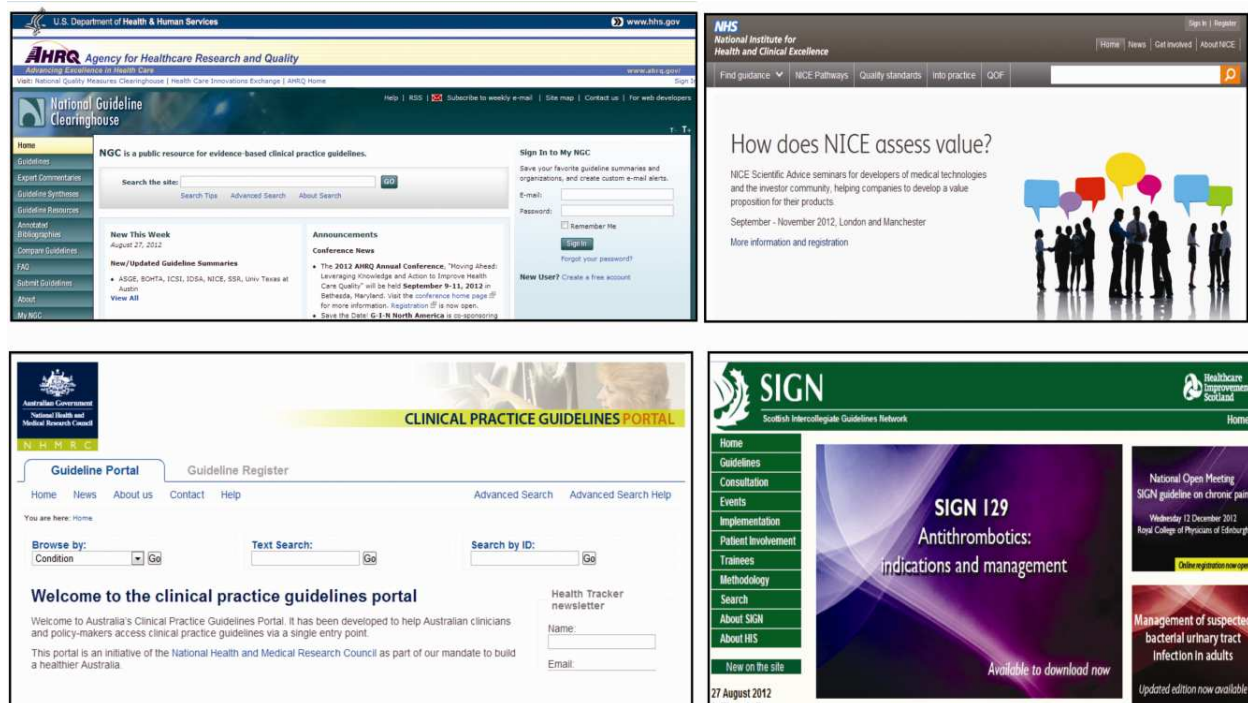 U.S. Department of Health & Human Services
www.hhs.gov
AHRQ Agency for Healthcare Research and Quality
Advancing Excellence in Health Care
www.ahrq.gov
Visit: National Quality Measures Clearinghouse | Health Care Innovations Exchange | AHRQ Home
Sign In
National Guideline
Clearinghouse
Help | RSS | Subscribe to weekly e-mail | Site map | Contact us | For web developers
T- T+
Home
Guidelines
Expert Commentaries
Guideline Syntheses
Guideline Resources
Annotated
Bibliographies
Compare Guidelines
FAQ
Submit Guidelines
About
My NGC
NGC is a public resource for evidence-based clinical practice guidelines.
Search the site:
GO
Search Tips Advanced Search About Search
New This Week
August 27, 2012
New/Updated Guideline Summaries
• ASGE, BOHTA, ICSI, IDSA, NICE, SSR, Univ Texas at
Austin
View All
Announcements
Conference News
• The 2012 AHRQ Annual Conference, "Moving Ahead:
Leveraging Knowledge and Action to Improve Health
Care Quality" will be held September 9-11, 2012 in
Bethesda, Maryland. Visit the conference home page
for more information. Registration is now open.
• Save the Date! G-I-N North America is co-sponsoring
Sign In to My NGC
Save your favorite guideline summaries and
organizations, and create custom e-mail alerts.
E-mail:
Password:
Remember Me
Sign In
Forgot your password?
New User? Create a free account
NHS
National Institute for
Health and Clinical Excellence
Sign In | Register
Home | News | Get involved | About NICE
Find guidance NICE Pathways Quality standards Into practice QOF
How does NICE assess value?
NICE Scientific Advice seminars for developers of medical technologies
and the investor community, helping companies to develop a value
proposition for their products.
September - November 2012, London and Manchester
More information and registration
Australian Government
National Health and
Medical Research Council
N H M R C
CLINICAL PRACTICE GUIDELINES PORTAL
Guideline Portal
Guideline Register
Home News About us Contact Help
Advanced Search Advanced Search Help
You are here: Home
Browse by:
Condition
Go
Text Search:
Go
Search by ID:
Go
Welcome to the clinical practice guidelines portal
Welcome to Australia's Clinical Practice Guidelines Portal. It has been developed to help Australian clinicians
and policy-makers access clinical practice guidelines via a single entry point.
This portal is an initiative of the National Health and Medical Research Council as part of our mandate to build
a healthier Australia.
Health Tracker
newsletter
Name:
Email:
SIGN
Scottish Intercollegiate Guidelines Network
Healthcare
Improvement
Scotland
Home
Home
Guidelines
Consultation
Events
Implementation
Patient Involvement
Trainees
Methodology
Search
About SIGN
About HIS
New on the site
27 August 2012
SIGN 129
Antithrombotics:
indications and management
Available to download now
National Open Meeting
SIGN guideline on chronic pain
Wednesday 12 December 2012
Royal College of Physicians of Edinburgh
Online registration now open
Management of suspected
bacterial urinary tract
infection in adults
Updated edition now available